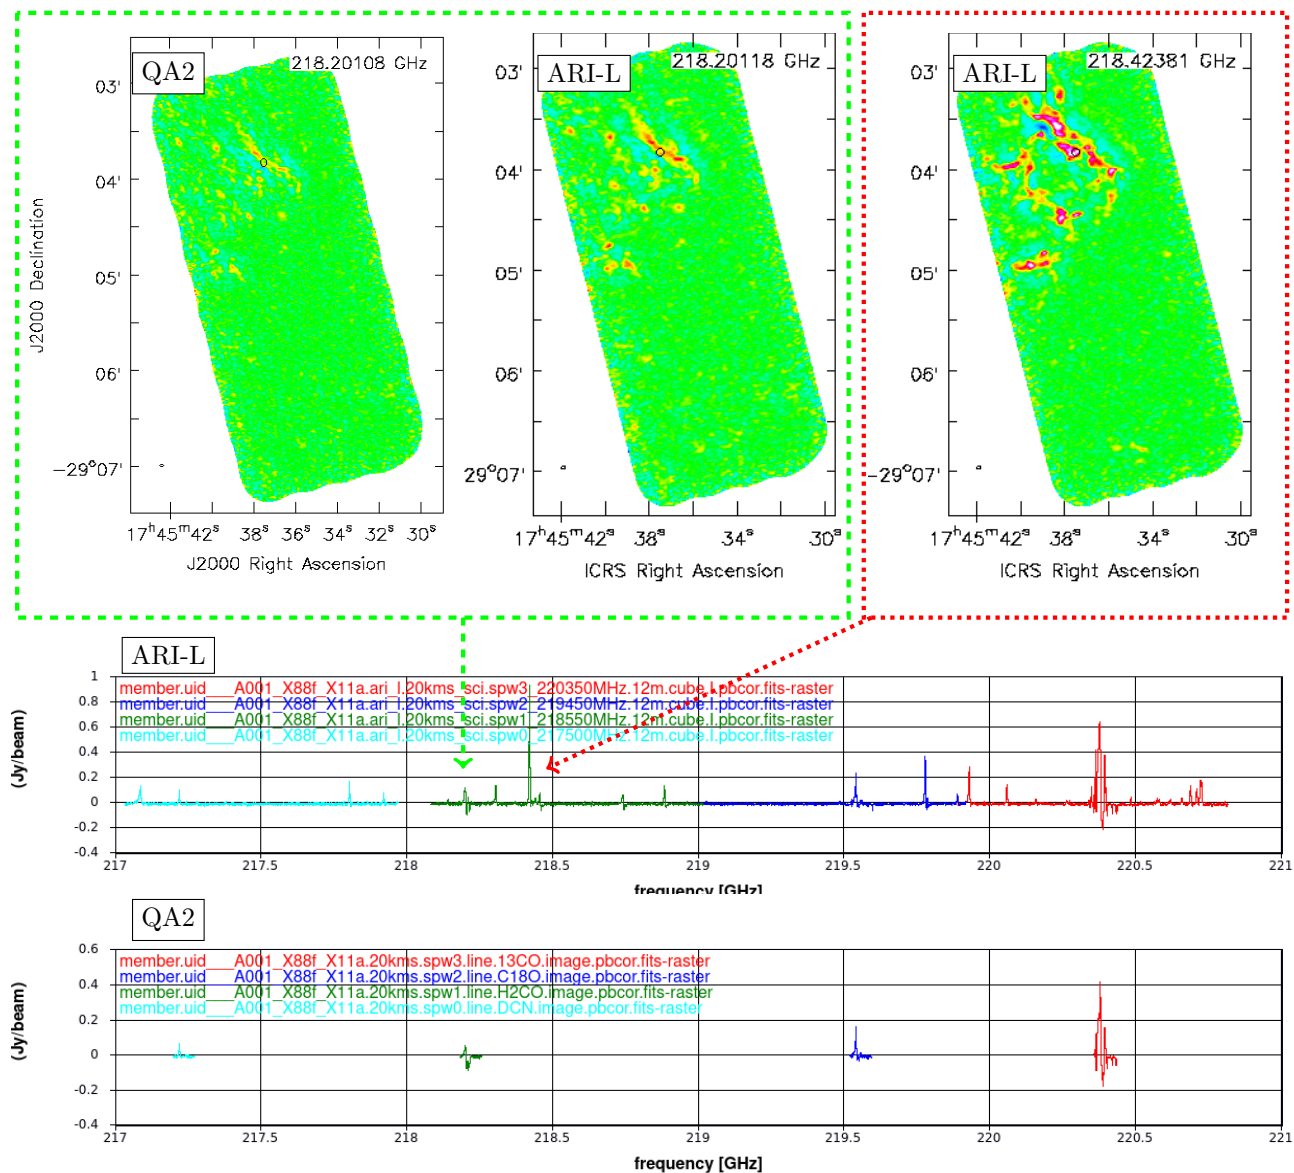 QA2
218.20108 GHz
ARI-L
218.20118 GHz
ARI-L
218.42381 GHz
03'
04'
05'
06'
−29°07'
J2000 Declination
17ʰ45ᵐ42ˢ 38ˢ 36ˢ 34ˢ 32ˢ 30ˢ
J2000 Right Ascension
03'
04'
05'
06'
29°07'
17ʰ45ᵐ42ˢ 38ˢ 34ˢ 30ˢ
ICRS Right Ascension
03'
04'
05'
06'
−29°07'
17ʰ45ᵐ42ˢ 38ˢ 34ˢ 30ˢ
ICRS Right Ascension
ARI-L
member.uid___A001_X88f_X11a.ari_l.20kms_sci.spw3_220350MHz.12m.cube.I.pbcor.fits-raster
member.uid___A001_X88f_X11a.ari_l.20kms_sci.spw2_219450MHz.12m.cube.I.pbcor.fits-raster
member.uid___A001_X88f_X11a.ari_l.20kms_sci.spw1_218550MHz.12m.cube.I.pbcor.fits-raster
member.uid___A001_X88f_X11a.ari_l.20kms_sci.spw0_217500MHz.12m.cube.I.pbcor.fits-raster
(Jy/beam)
1
0.8
0.6
0.4
0.2
0
-0.2
-0.4
217 217.5 218 218.5 219 219.5 220 220.5 221
frequency [GHz]
QA2
member.uid___A001_X88f_X11a.20kms.spw3.line.13CO.image.pbcor.fits-raster
member.uid___A001_X88f_X11a.20kms.spw2.line.C18O.image.pbcor.fits-raster
member.uid___A001_X88f_X11a.20kms.spw1.line.H2CO.image.pbcor.fits-raster
member.uid___A001_X88f_X11a.20kms.spw0.line.DCN.image.pbcor.fits-raster
(Jy/beam)
0.6
0.4
0.2
0
-0.2
-0.4
217 217.5 218 218.5 219 219.5 220 220.5 221
frequency [GHz]